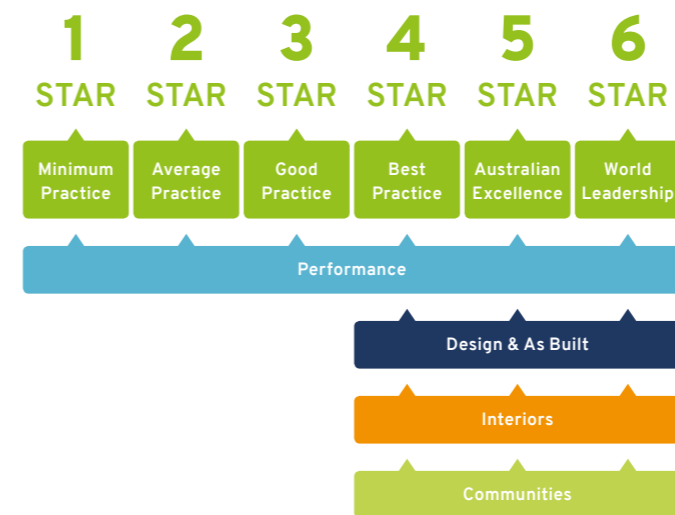 1 2 3 4 5 6
STAR STAR STAR STAR STAR STAR
Minimum Practice
Average Practice
Good Practice
Best Practice
Australian Excellence
World Leadership
Performance
Design & As Built
Interiors
Communities